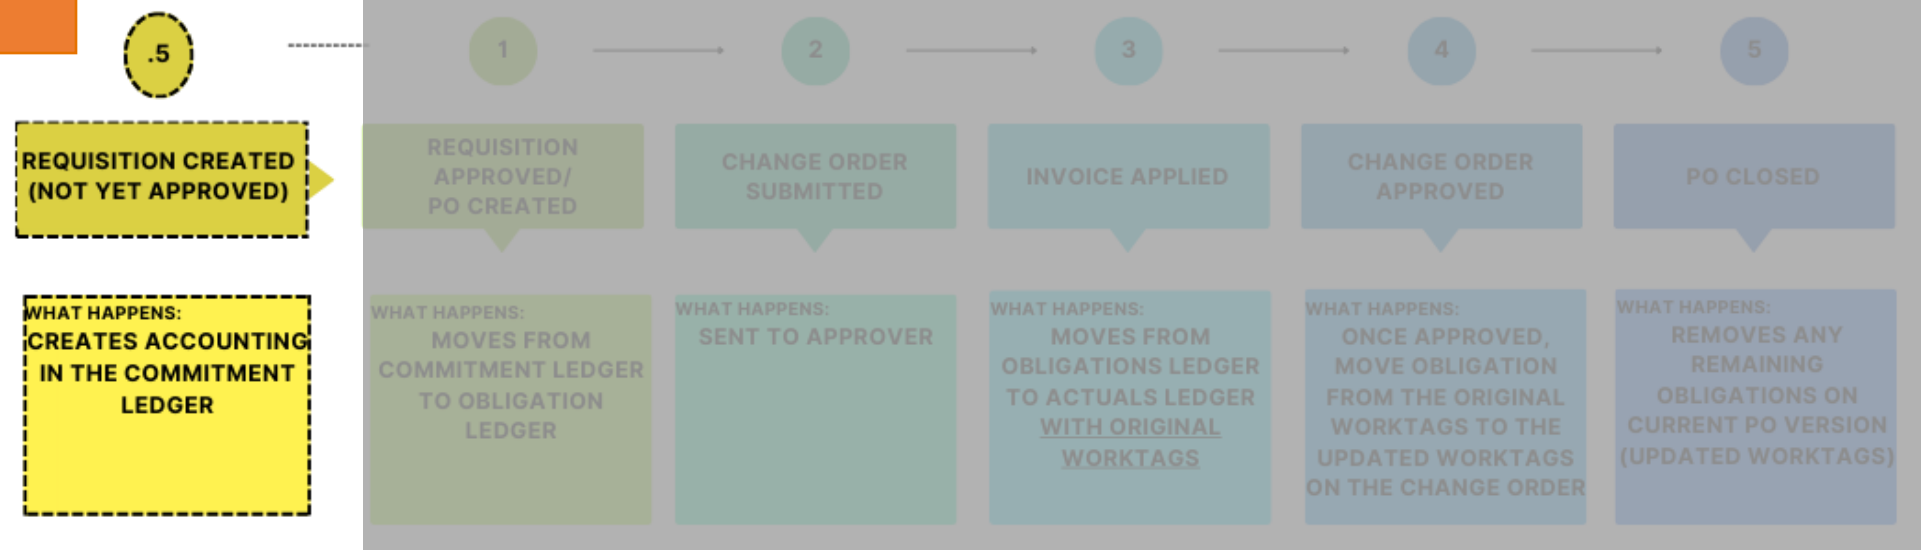 .5
1
2
3
4
5
REQUISITION CREATED
(NOT YET APPROVED)
REQUISITION
APPROVED/
PO CREATED
CHANGE ORDER
SUBMITTED
INVOICE APPLIED
CHANGE ORDER
APPROVED
PO CLOSED
WHAT HAPPENS:
CREATES ACCOUNTING
IN THE COMMITMENT
LEDGER
WHAT HAPPENS:
MOVES FROM
COMMITMENT LEDGER
TO OBLIGATION
LEDGER
WHAT HAPPENS:
SENT TO APPROVER
WHAT HAPPENS:
MOVES FROM
OBLIGATIONS LEDGER
TO ACTUALS LEDGER
WITH ORIGINAL
WORKTAGS
WHAT HAPPENS:
ONCE APPROVED,
MOVE OBLIGATION
FROM THE ORIGINAL
WORKTAGS TO THE
UPDATED WORKTAGS
ON THE CHANGE ORDER
WHAT HAPPENS:
REMOVES ANY
REMAINING
OBLIGATIONS ON
CURRENT PO VERSION
(UPDATED WORKTAGS)